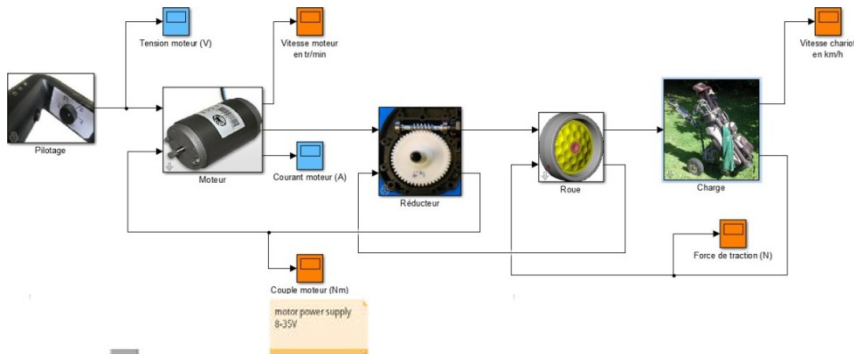 Tension moteur (V)
Vitesse moteur
en tr/min
Vitesse chariot
en km/h
Pilotage
Moteur
Courant moteur (A)
Réducteur
Roue
Charge
Force de traction (N)
Couple moteur (Nm)
motor power supply
8-35V